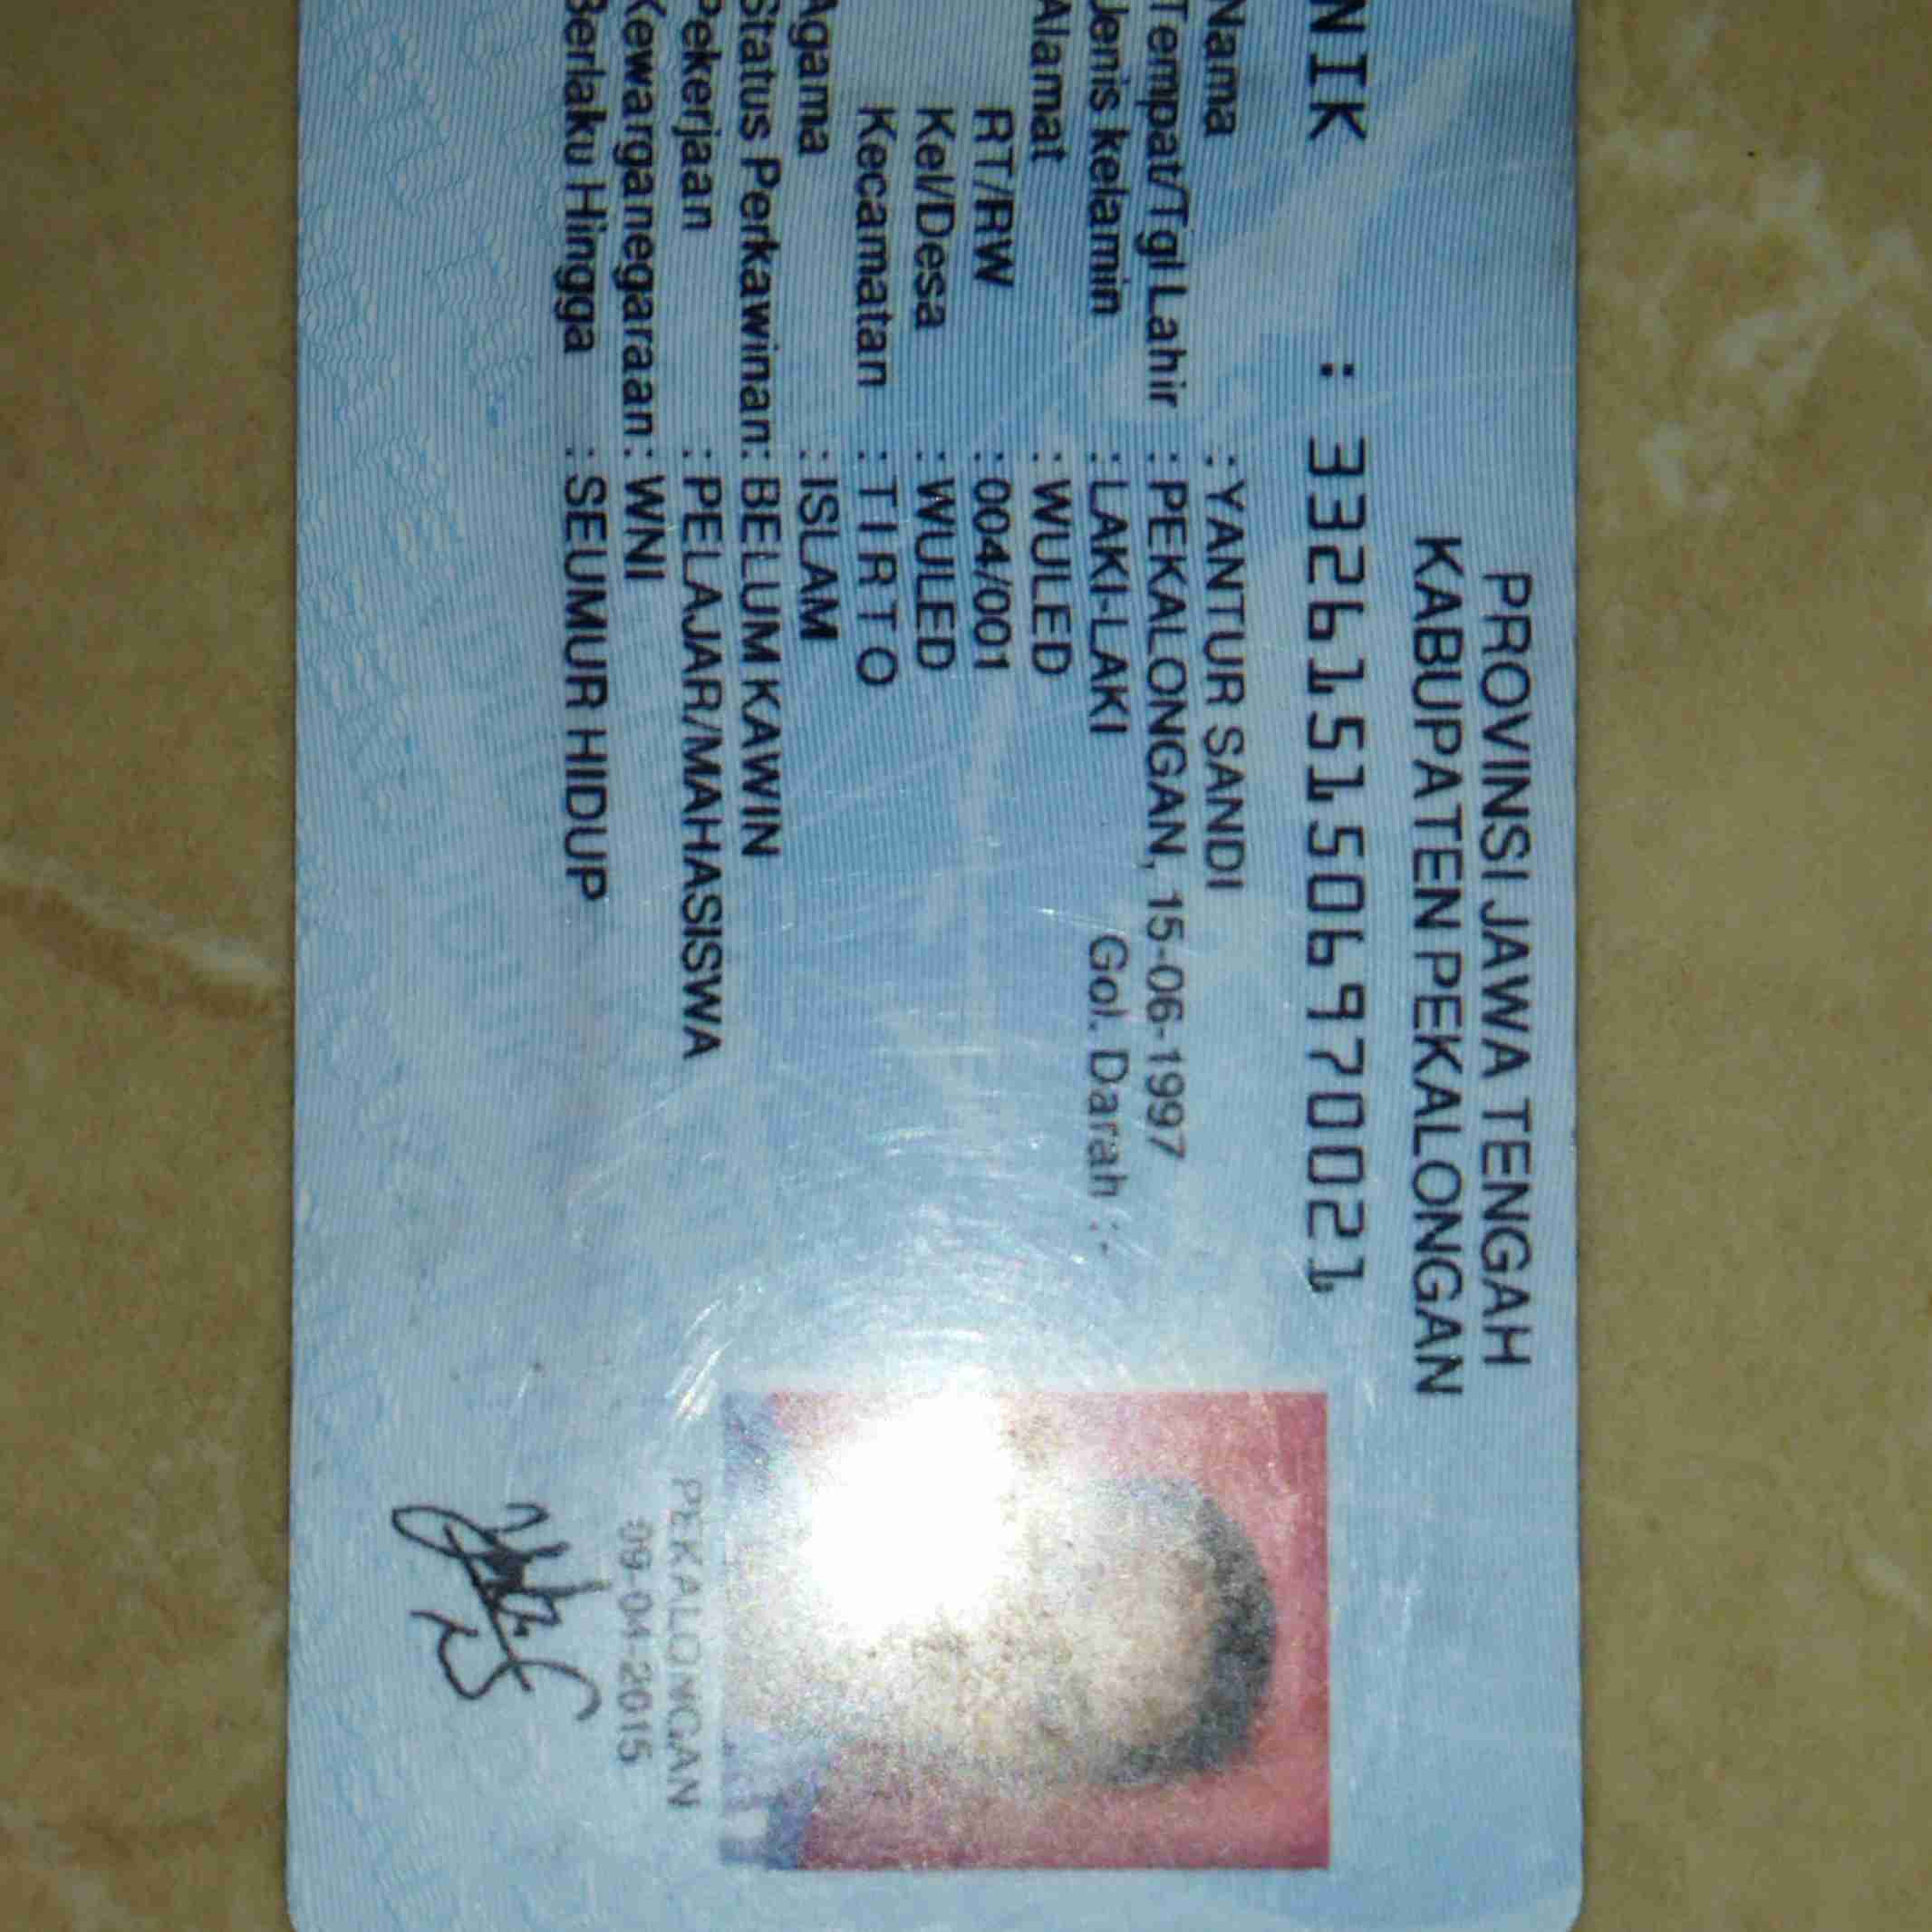 PROVINSI JAWA TENGAH
KABUPATEN PEKALONGAN
NIK : 3326151506970021
Nama : YANTUR SANDI
Tempat/Tgl Lahir : PEKALONGAN, 15-06-1997
Jenis kelamin : LAKI-LAKI Gol. Darah : -
Alamat : WULED
RT/RW : 004/001
Kel/Desa : WULED
Kecamatan : TIRTO
Agama : ISLAM
Status Perkawinan: BELUM KAWIN
Pekerjaan : PELAJAR/MAHASISWA
Kewarganegaraan: WNI
Berlaku Hingga : SEUMUR HIDUP
PEKALONGAN
09-04-2015